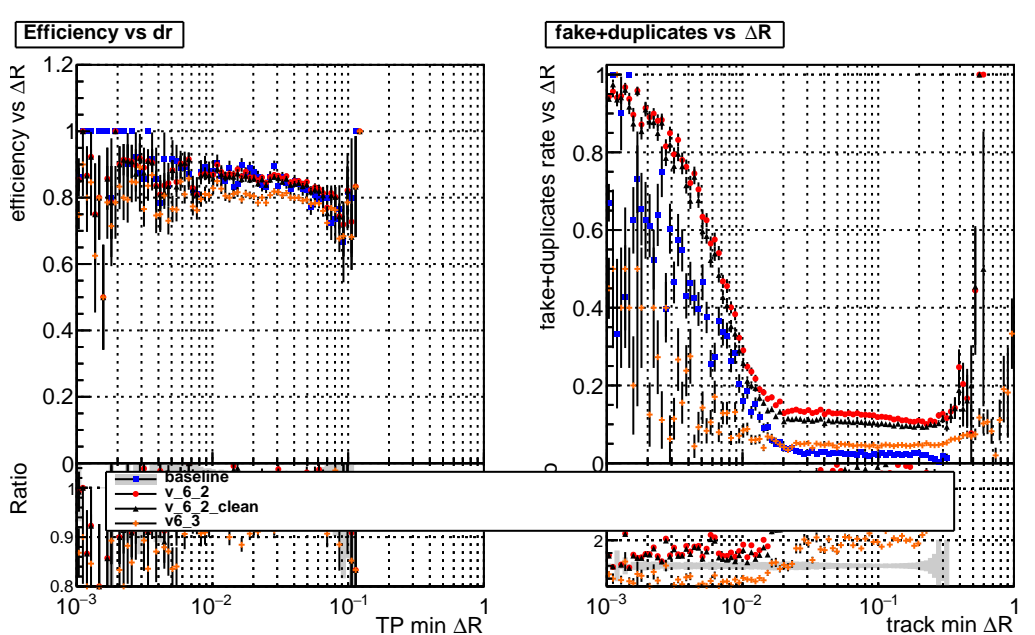 Efficiency vs dr
fake+duplicates vs ΔR
efficiency vs ΔR
1.2
1
0.8
0.6
0.4
0.2
0
fake+duplicates rate vs ΔR
1
0.8
0.6
0.4
0.2
0
Ratio
1
0.9
0.8
2
baseline
v_6_2
v_6_2_clean
v6_3
10⁻³
10⁻²
10⁻¹
1
TP min ΔR
10⁻³
10⁻²
10⁻¹
1
track min ΔR